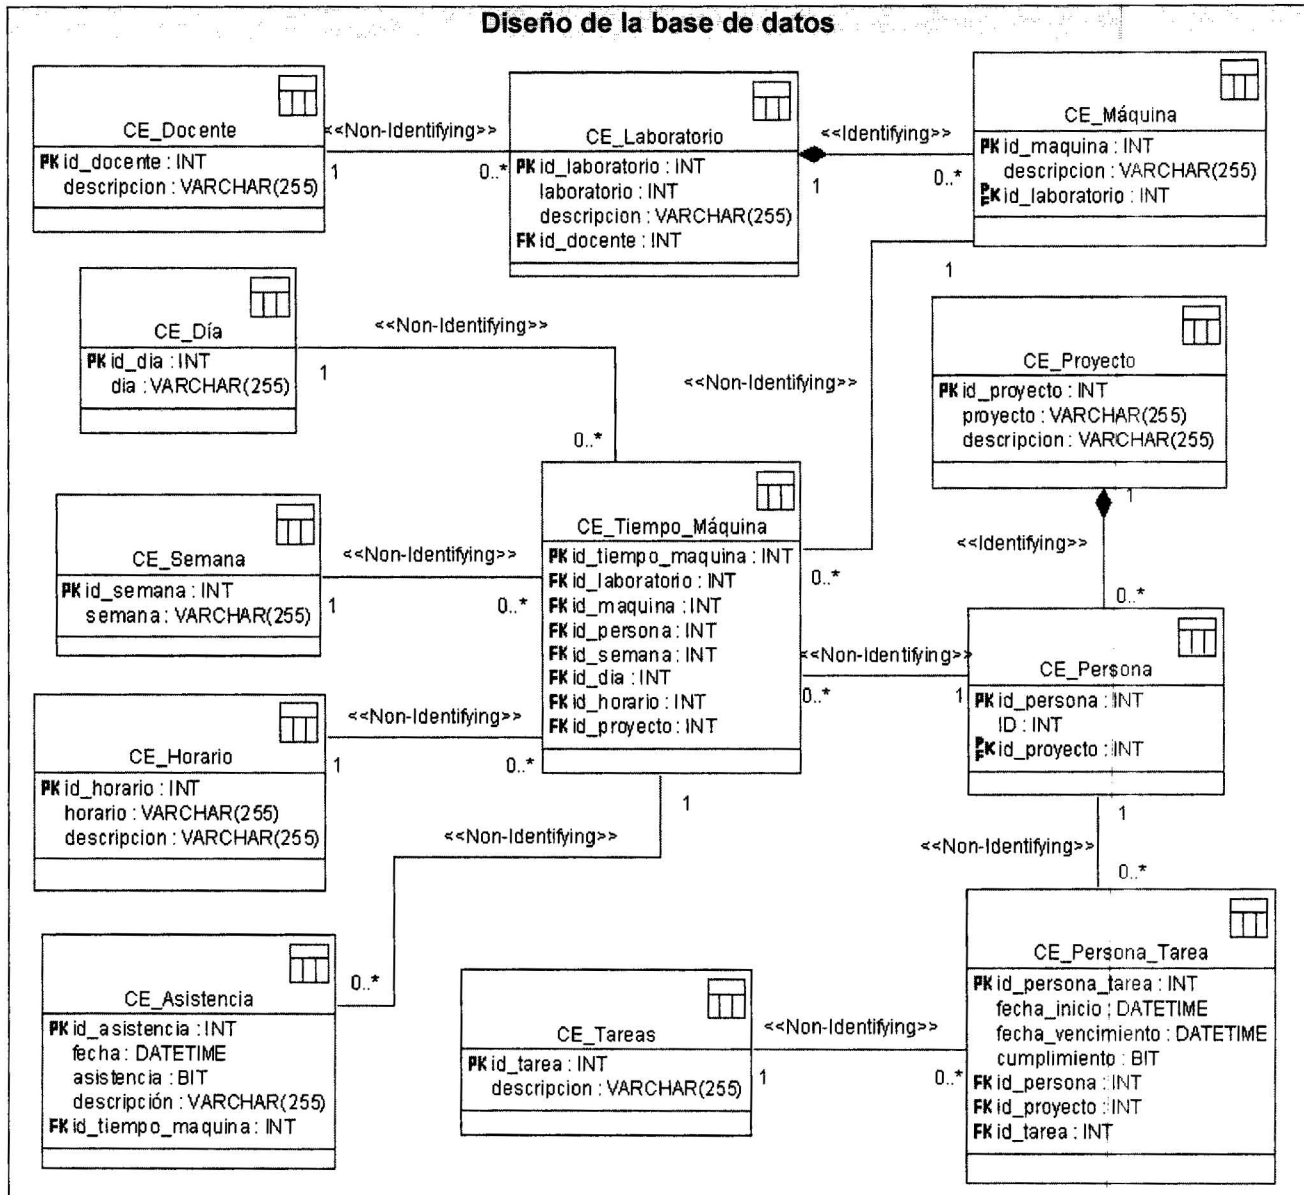 Diseño de la base de datos
CE_Docente
PK id_docente : INT
descripcion : VARCHAR(255)
<<Non-Identifying>>
1
0..*
CE_Laboratorio
PK id_laboratorio : INT
laboratorio : INT
descripcion : VARCHAR(255)
FK id_docente : INT
<<Identifying>>
1
0..*
CE_Máquina
PK id_maquina : INT
descripcion : VARCHAR(255)
PFK id_laboratorio : INT
1
CE_Día
PK id_dia : INT
dia : VARCHAR(255)
<<Non-Identifying>>
1
0..*
<<Non-Identifying>>
CE_Proyecto
PK id_proyecto : INT
proyecto : VARCHAR(255)
descripcion : VARCHAR(255)
1
<<Identifying>>
0..*
CE_Semana
PK id_semana : INT
semana : VARCHAR(255)
<<Non-Identifying>>
1
0..*
CE_Tiempo_Máquina
PK id_tiempo_maquina : INT
FK id_laboratorio : INT
FK id_maquina : INT
FK id_persona : INT
FK id_semana : INT
FK id_dia : INT
FK id_horario : INT
FK id_proyecto : INT
0..*
<<Non-Identifying>>
0..*
1
CE_Persona
PK id_persona : INT
ID : INT
PFK id_proyecto : INT
CE_Horario
PK id_horario : INT
horario : VARCHAR(255)
descripcion : VARCHAR(255)
<<Non-Identifying>>
1
0..*
1
<<Non-Identifying>>
0..*
1
<<Non-Identifying>>
0..*
CE_Asistencia
PK id_asistencia : INT
fecha : DATETIME
asistencia : BIT
descripción : VARCHAR(255)
FK id_tiempo_maquina : INT
CE_Tareas
PK id_tarea : INT
descripcion : VARCHAR(255)
<<Non-Identifying>>
1
0..*
CE_Persona_Tarea
PK id_persona_tarea : INT
fecha_inicio : DATETIME
fecha_vencimiento : DATETIME
cumplimiento : BIT
FK id_persona : INT
FK id_proyecto : INT
FK id_tarea : INT